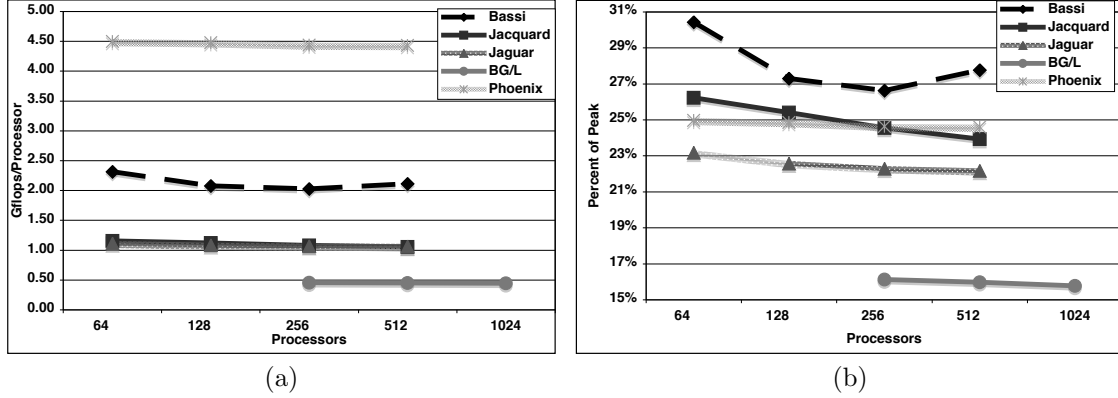 5.00
4.50
4.00
3.50
3.00
2.50
2.00
1.50
1.00
0.50
0.00
Gflops/Processor
64 128 256 512 1024
Processors
Bassi
Jacquard
Jaguar
BG/L
Phoenix
(a)
31%
29%
27%
25%
23%
21%
19%
17%
15%
Percent of Peak
64 128 256 512 1024
Processors
Bassi
Jacquard
Jaguar
BG/L
Phoenix
(b)